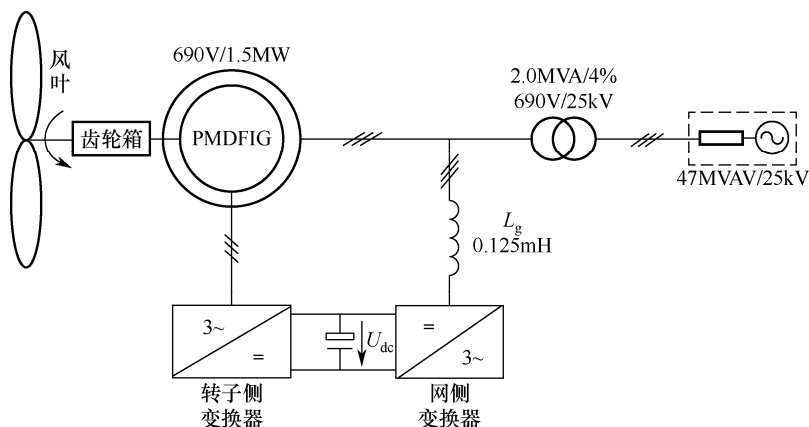 风
叶
齿轮箱
690V/1.5MW
PMDFIG
2.0MVA/4%
690V/25kV
47MVAV/25kV
Lg
0.125mH
3~
=
Udc
=
3~
转子侧
变换器
网侧
变换器